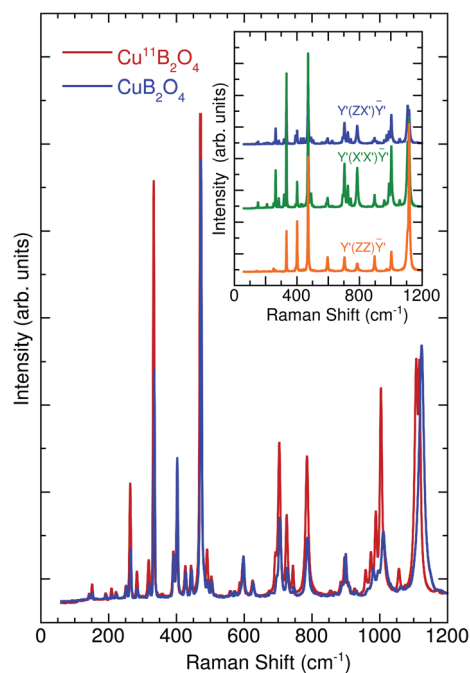 Cu¹¹B₂O₄
CuB₂O₄
Intensity (arb. units)
0 200 400 600 800 1000 1200
Raman Shift (cm⁻¹)
Y'(ZX')Ȳ'
Y'(X'X')Ȳ'
Y'(ZZ)Ȳ'
Intensity (arb. units)
0 400 800 1200
Raman Shift (cm⁻¹)